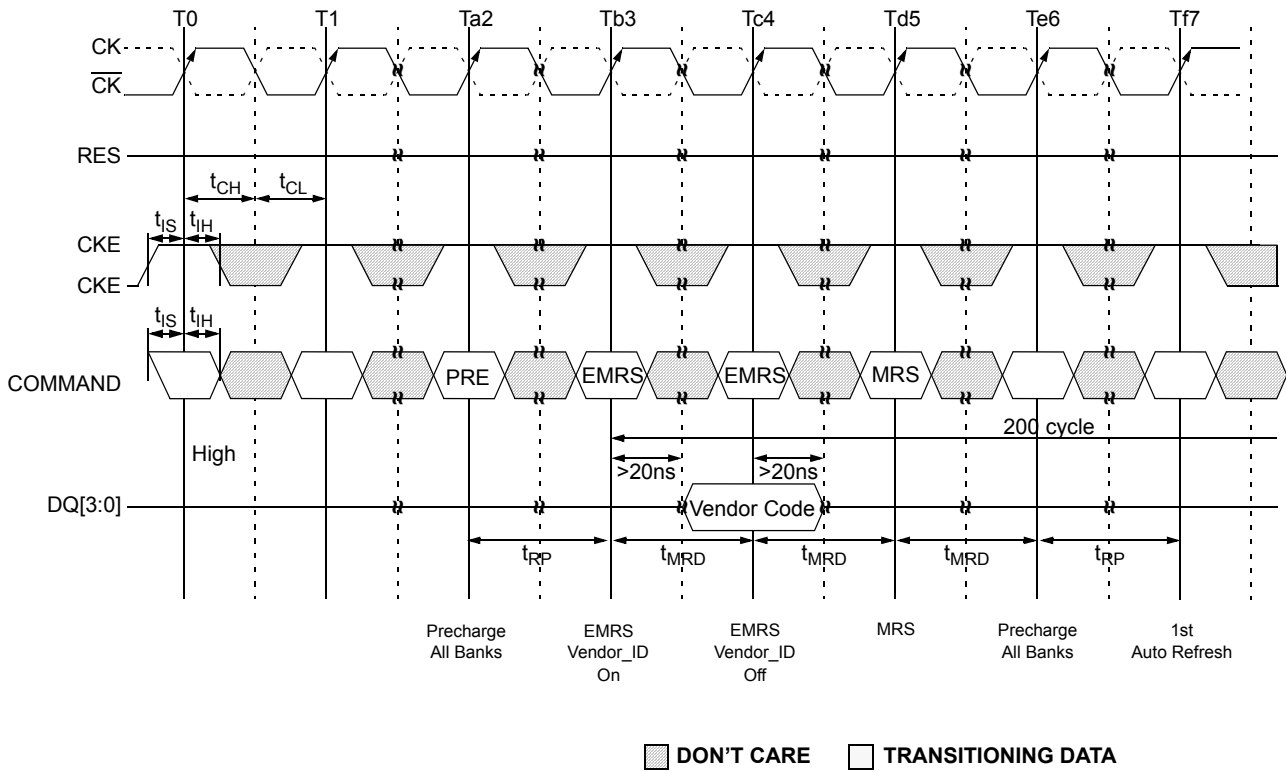 T0 T1 Ta2 Tb3 Tc4 Td5 Te6 Tf7
CK
CK
RES
tCH tCL
tIS tIH
CKE
CKE
tIS tIH
COMMAND PRE EMRS EMRS MRS
200 cycle
High
>20ns >20ns
DQ[3:0] Vendor Code
tRP tMRD tMRD tMRD tRP
Precharge
All Banks
EMRS
Vendor_ID
On
EMRS
Vendor_ID
Off
MRS
Precharge
All Banks
1st
Auto Refresh
DON'T CARE TRANSITIONING DATA